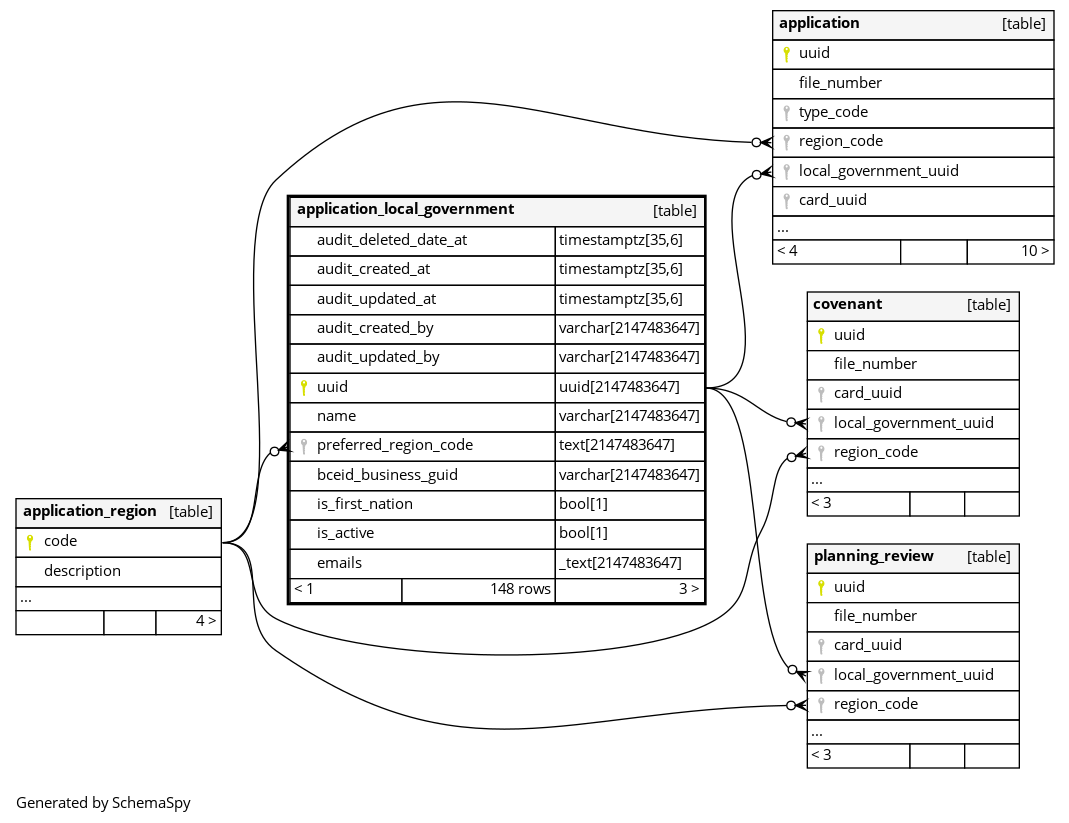 application [table]
uuid
file_number
type_code
region_code
local_government_uuid
card_uuid
...
< 4 10 >
application_local_government [table]
audit_deleted_date_at timestamptz[35,6]
audit_created_at timestamptz[35,6]
audit_updated_at timestamptz[35,6]
audit_created_by varchar[2147483647]
audit_updated_by varchar[2147483647]
uuid uuid[2147483647]
name varchar[2147483647]
preferred_region_code text[2147483647]
bceid_business_guid varchar[2147483647]
is_first_nation bool[1]
is_active bool[1]
emails _text[2147483647]
< 1 148 rows 3 >
covenant [table]
uuid
file_number
card_uuid
local_government_uuid
region_code
...
< 3
application_region [table]
code
description
...
4 >
planning_review [table]
uuid
file_number
card_uuid
local_government_uuid
region_code
...
< 3
Generated by SchemaSpy